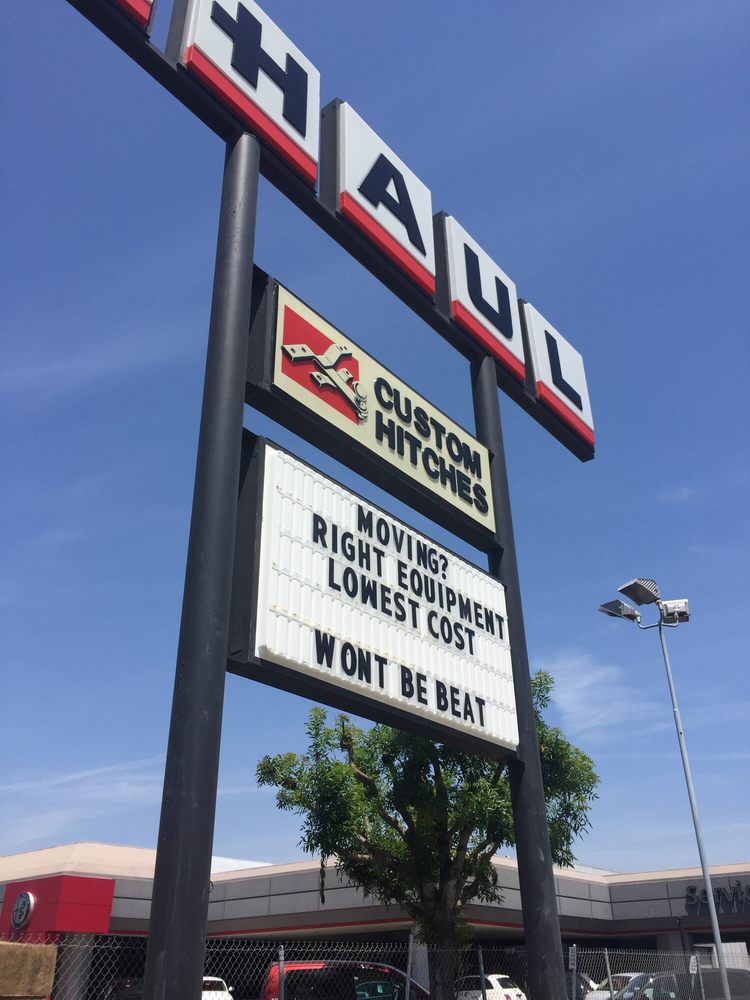 HAUL
CUSTOM
HITCHES
MOVING?
RIGHT EQUIPMENT
LOWEST COST
WONT BE BEAT